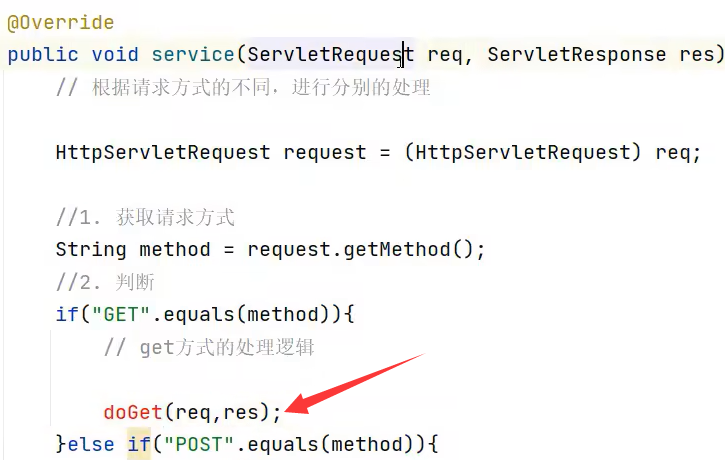 @Override
public void service(ServletRequest req, ServletResponse res)
// 根据请求方式的不同，进行分别的处理
HttpServletRequest request = (HttpServletRequest) req;
//1. 获取请求方式
String method = request.getMethod();
//2. 判断
if("GET".equals(method)){
// get方式的处理逻辑
doGet(req,res);
}else if("POST".equals(method)){